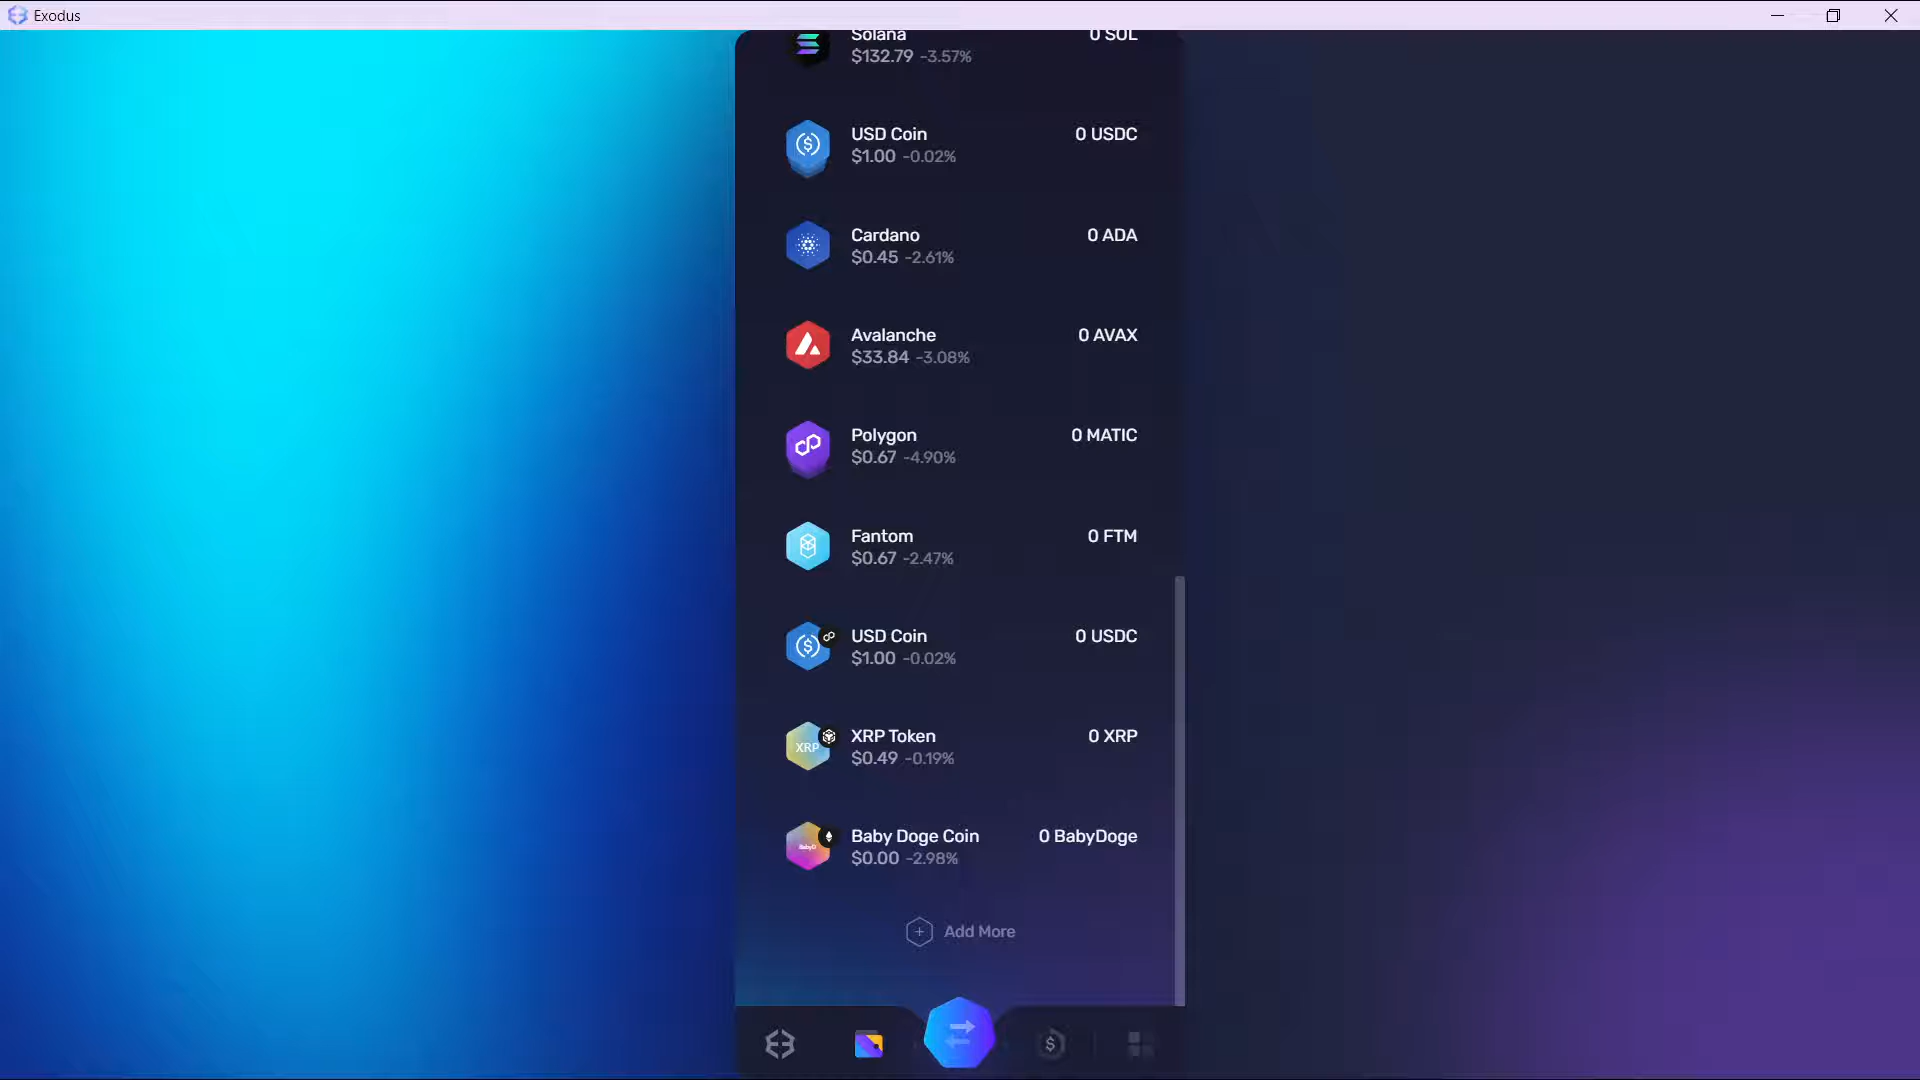 Exodus
Solana 0 SOL
$132.79 -3.57%
USD Coin 0 USDC
$1.00 -0.02%
Cardano 0 ADA
$0.45 -2.61%
Avalanche 0 AVAX
$33.84 -3.08%
Polygon 0 MATIC
$0.67 -4.90%
Fantom 0 FTM
$0.67 -2.47%
USD Coin 0 USDC
$1.00 -0.02%
XRP XRP Token 0 XRP
$0.49 -0.19%
BabyD Baby Doge Coin 0 BabyDoge
$0.00 -2.98%
Add More